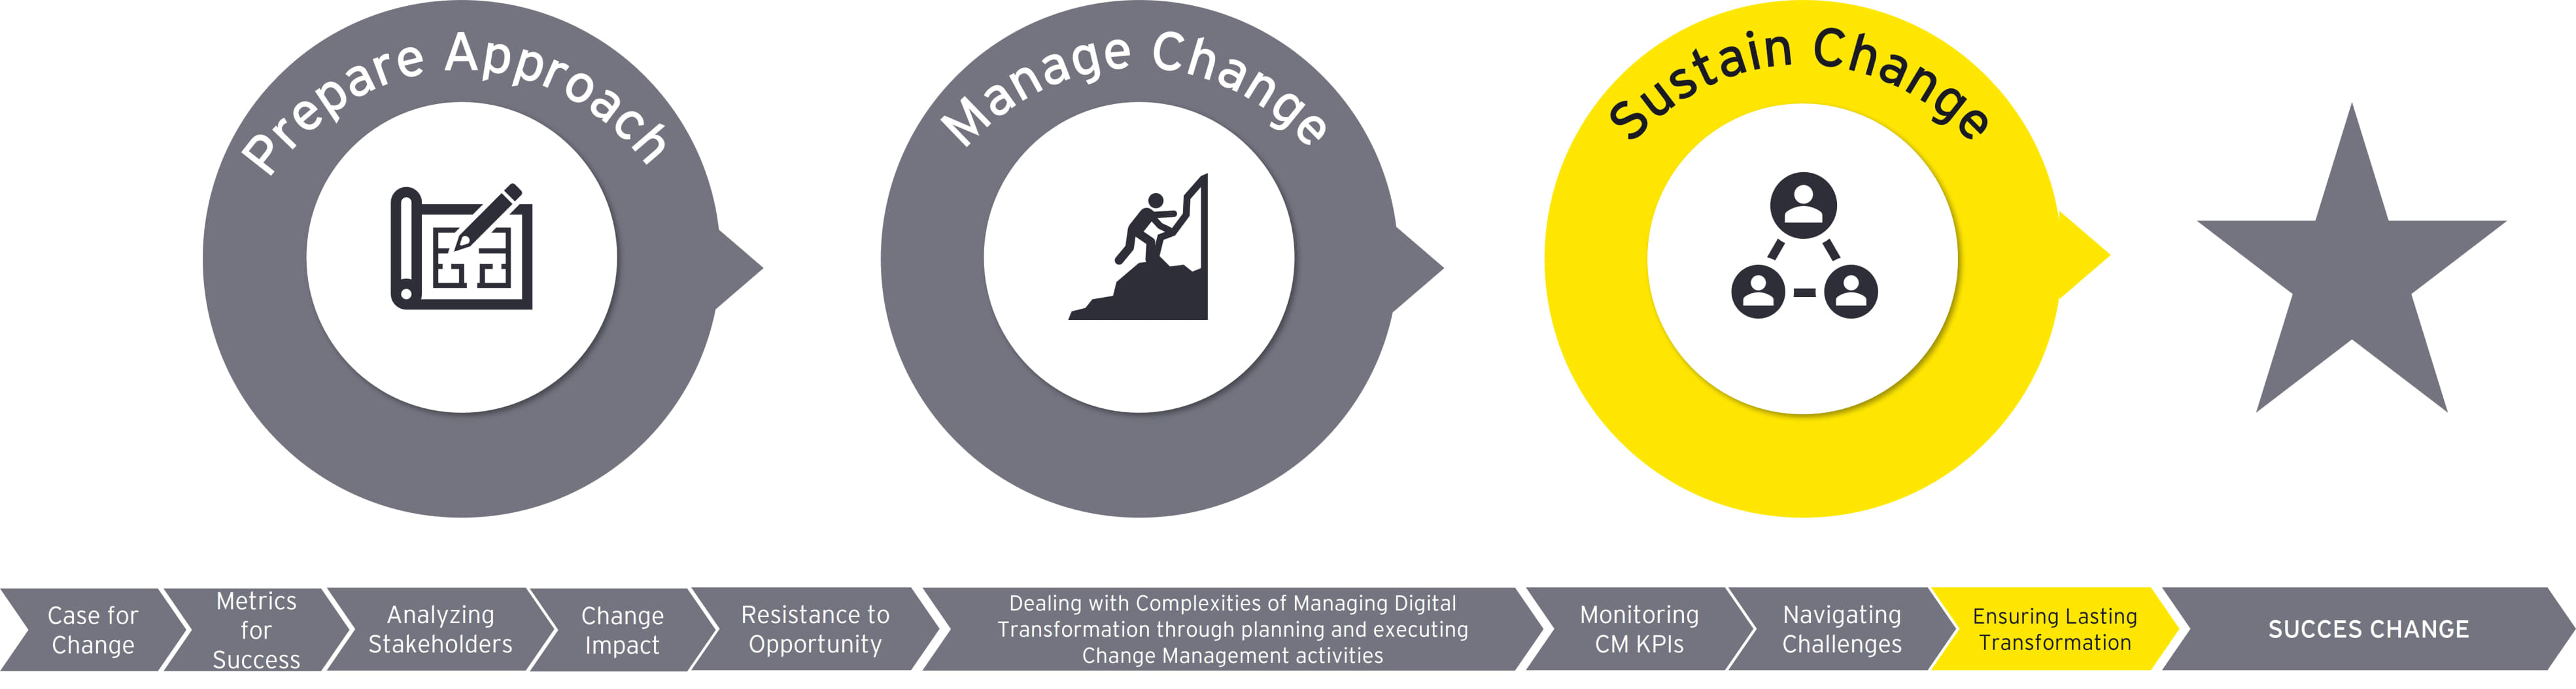 Prepare Approach
Manage Change
Sustain Change
Case for
Change
Metrics
for
Success
Analyzing
Stakeholders
Change
Impact
Resistance to
Opportunity
Dealing with Complexities of Managing Digital
Transformation through planning and executing
Change Management activities
Monitoring
CM KPIs
Navigating
Challenges
Ensuring Lasting
Transformation
SUCCES CHANGE